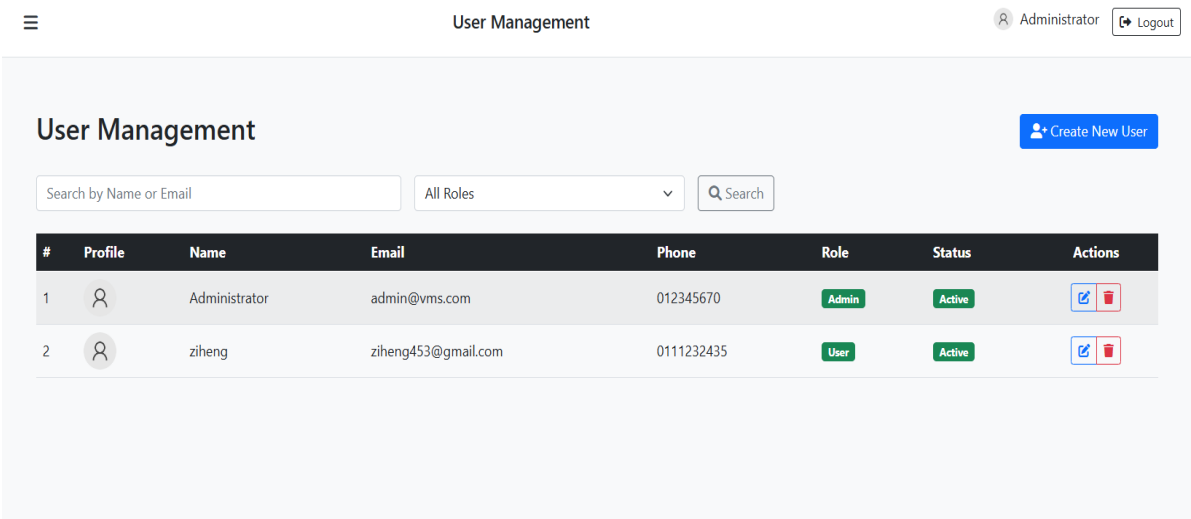 User Management Administrator Logout
User Management Create New User
Search by Name or Email All Roles Search
# Profile Name Email Phone Role Status Actions
1 Administrator admin@vms.com 012345670 Admin Active
2 ziheng ziheng453@gmail.com 0111232435 User Active